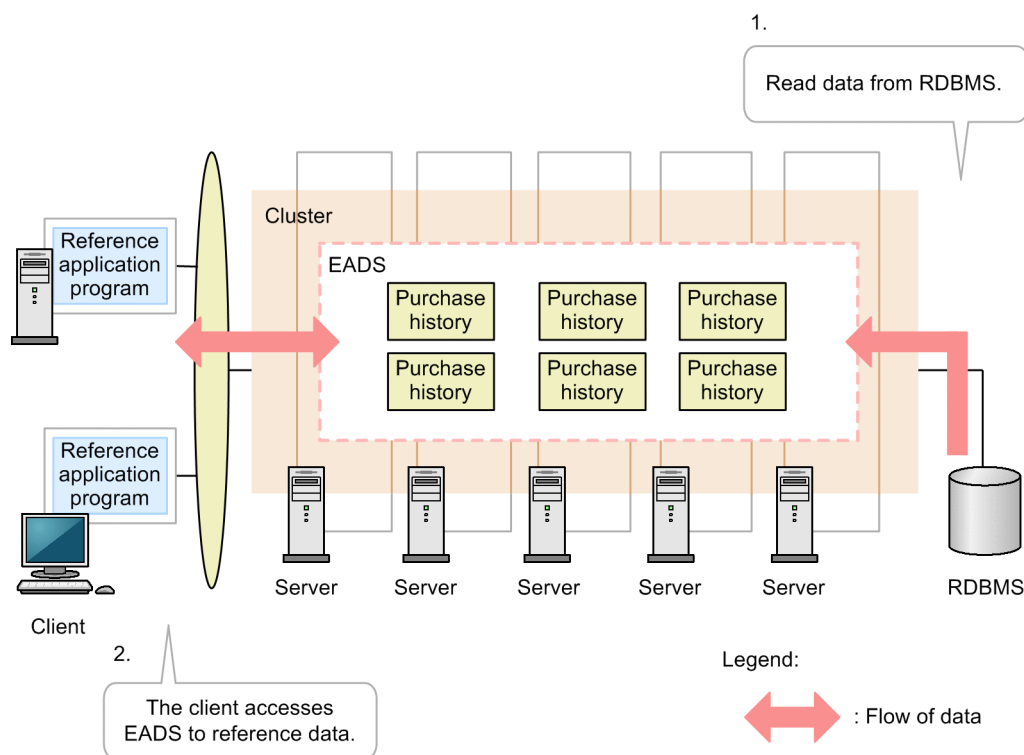 1.
Read data from RDBMS.
Cluster
Reference
application
program
EADS
Purchase
history
Purchase
history
Purchase
history
Purchase
history
Purchase
history
Purchase
history
Reference
application
program
Server
Server
Server
Server
Server
RDBMS
Client
2.
The client accesses
EADS to reference data.
Legend:
: Flow of data